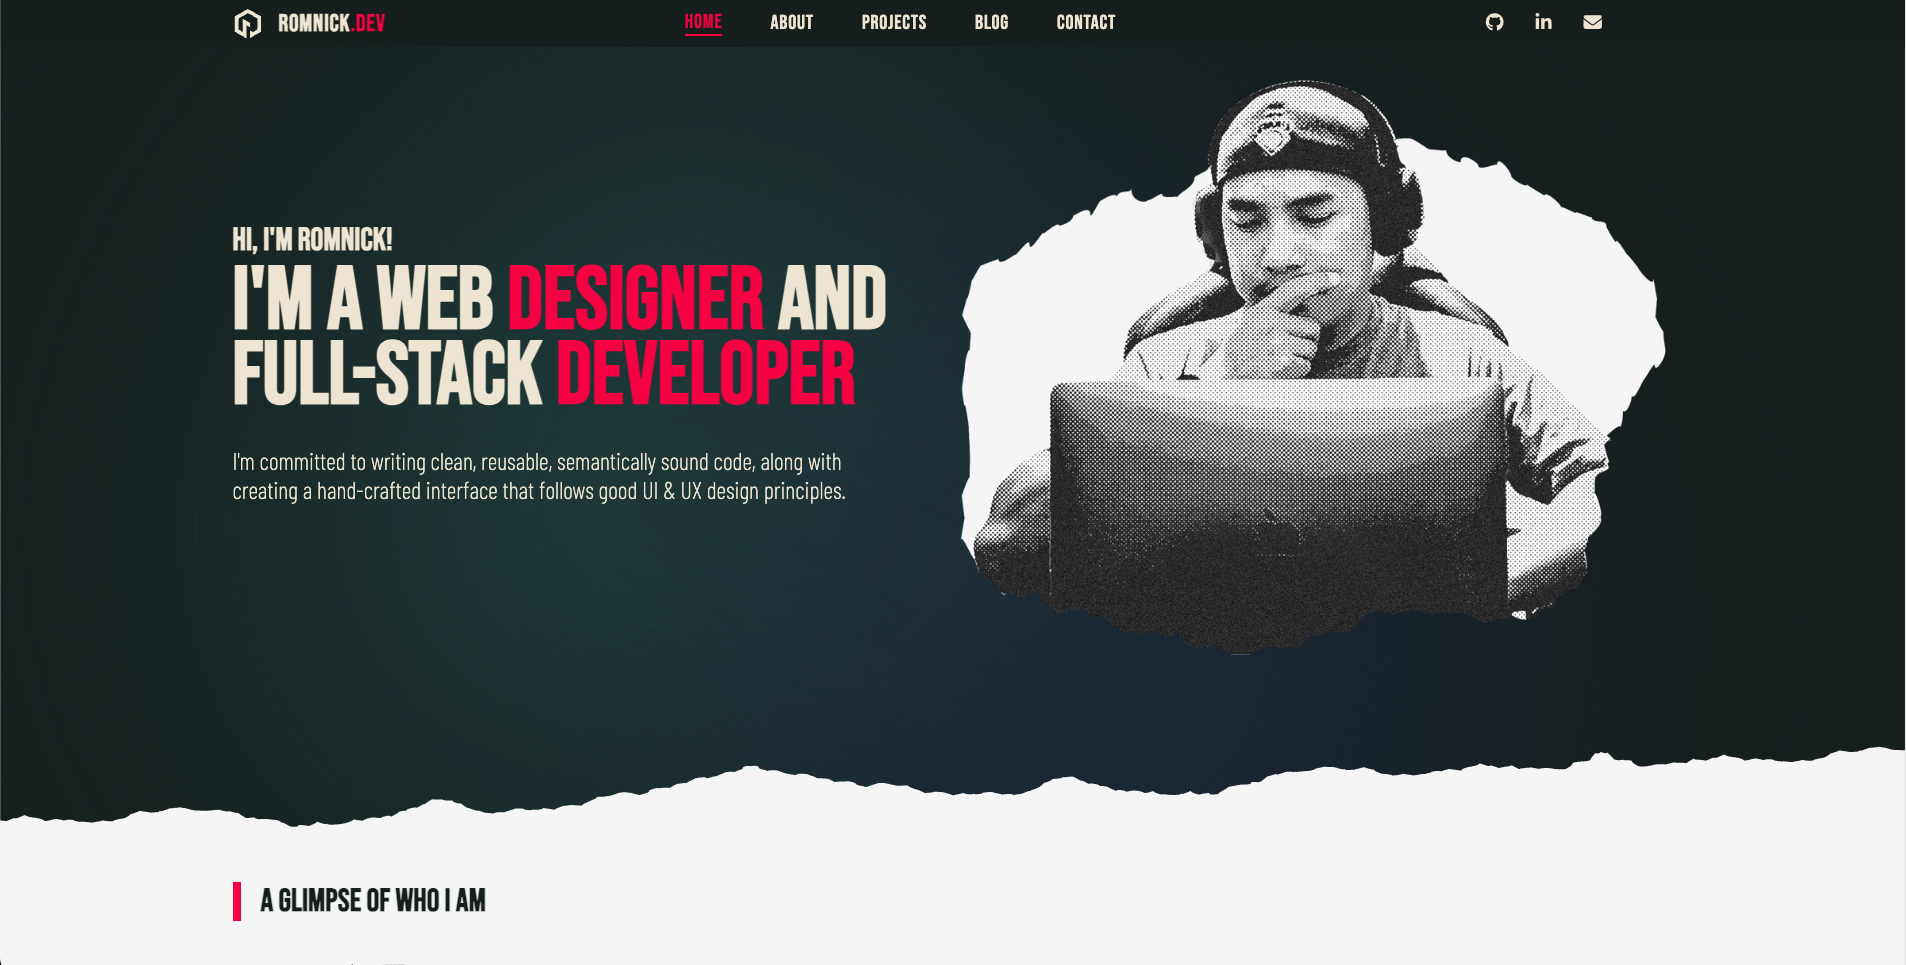 ROMNICK.DEV
HOME
ABOUT
PROJECTS
BLOG
CONTACT
HI, I'M ROMNICK!
I'M A WEB DESIGNER AND
FULL-STACK DEVELOPER
I'm committed to writing clean, reusable, semantically sound code, along with
creating a hand-crafted interface that follows good UI & UX design principles.
A GLIMPSE OF WHO I AM